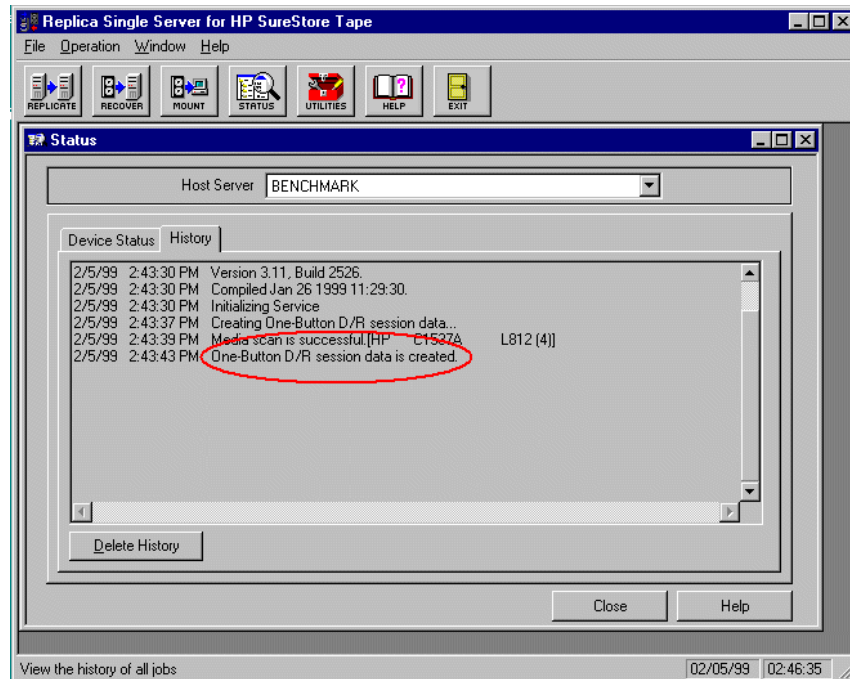 Replica Single Server for HP SureStore Tape
File Operation Window Help
REPLICATE RECOVER MOUNT STATUS UTILITIES HELP EXIT
Status
Host Server BENCHMARK
Device Status History
2/5/99 2:43:30 PM Version 3.11, Build 2526.
2/5/99 2:43:30 PM Compiled Jan 26 1999 11:29:30.
2/5/99 2:43:30 PM Initializing Service
2/5/99 2:43:37 PM Creating One-Button D/R session data...
2/5/99 2:43:39 PM Media scan is successful.[HP C1537A L812 (4)]
2/5/99 2:43:43 PM One-Button D/R session data is created.
Delete History
Close Help
View the history of all jobs 02/05/99 02:46:35